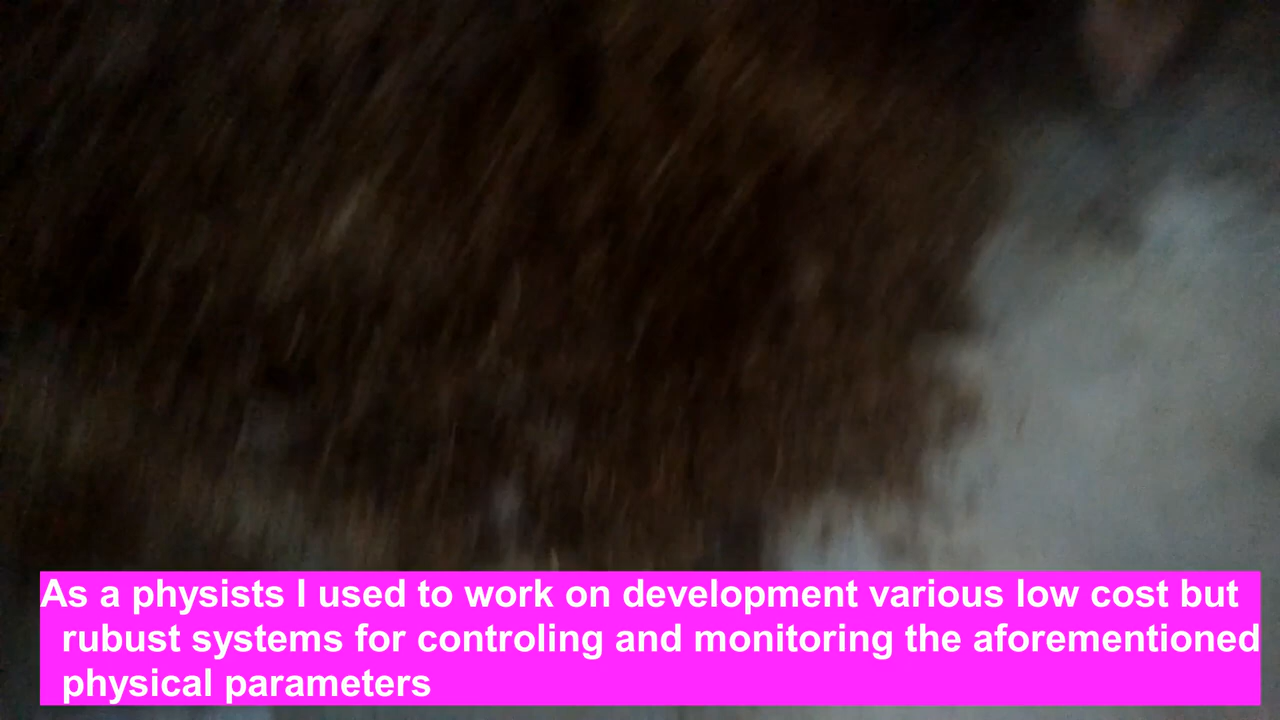 As a physists I used to work on development various low cost but
rubust systems for controling and monitoring the aforementioned
physical parameters